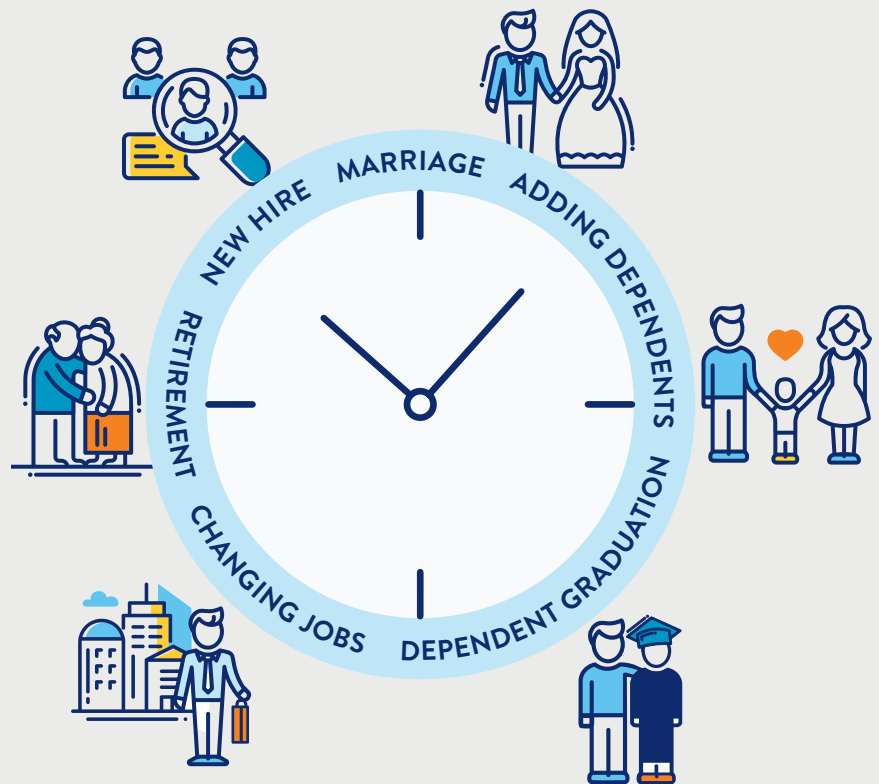 NEW HIRE
MARRIAGE
ADDING DEPENDENTS
DEPENDENT GRADUATION
CHANGING JOBS
RETIREMENT